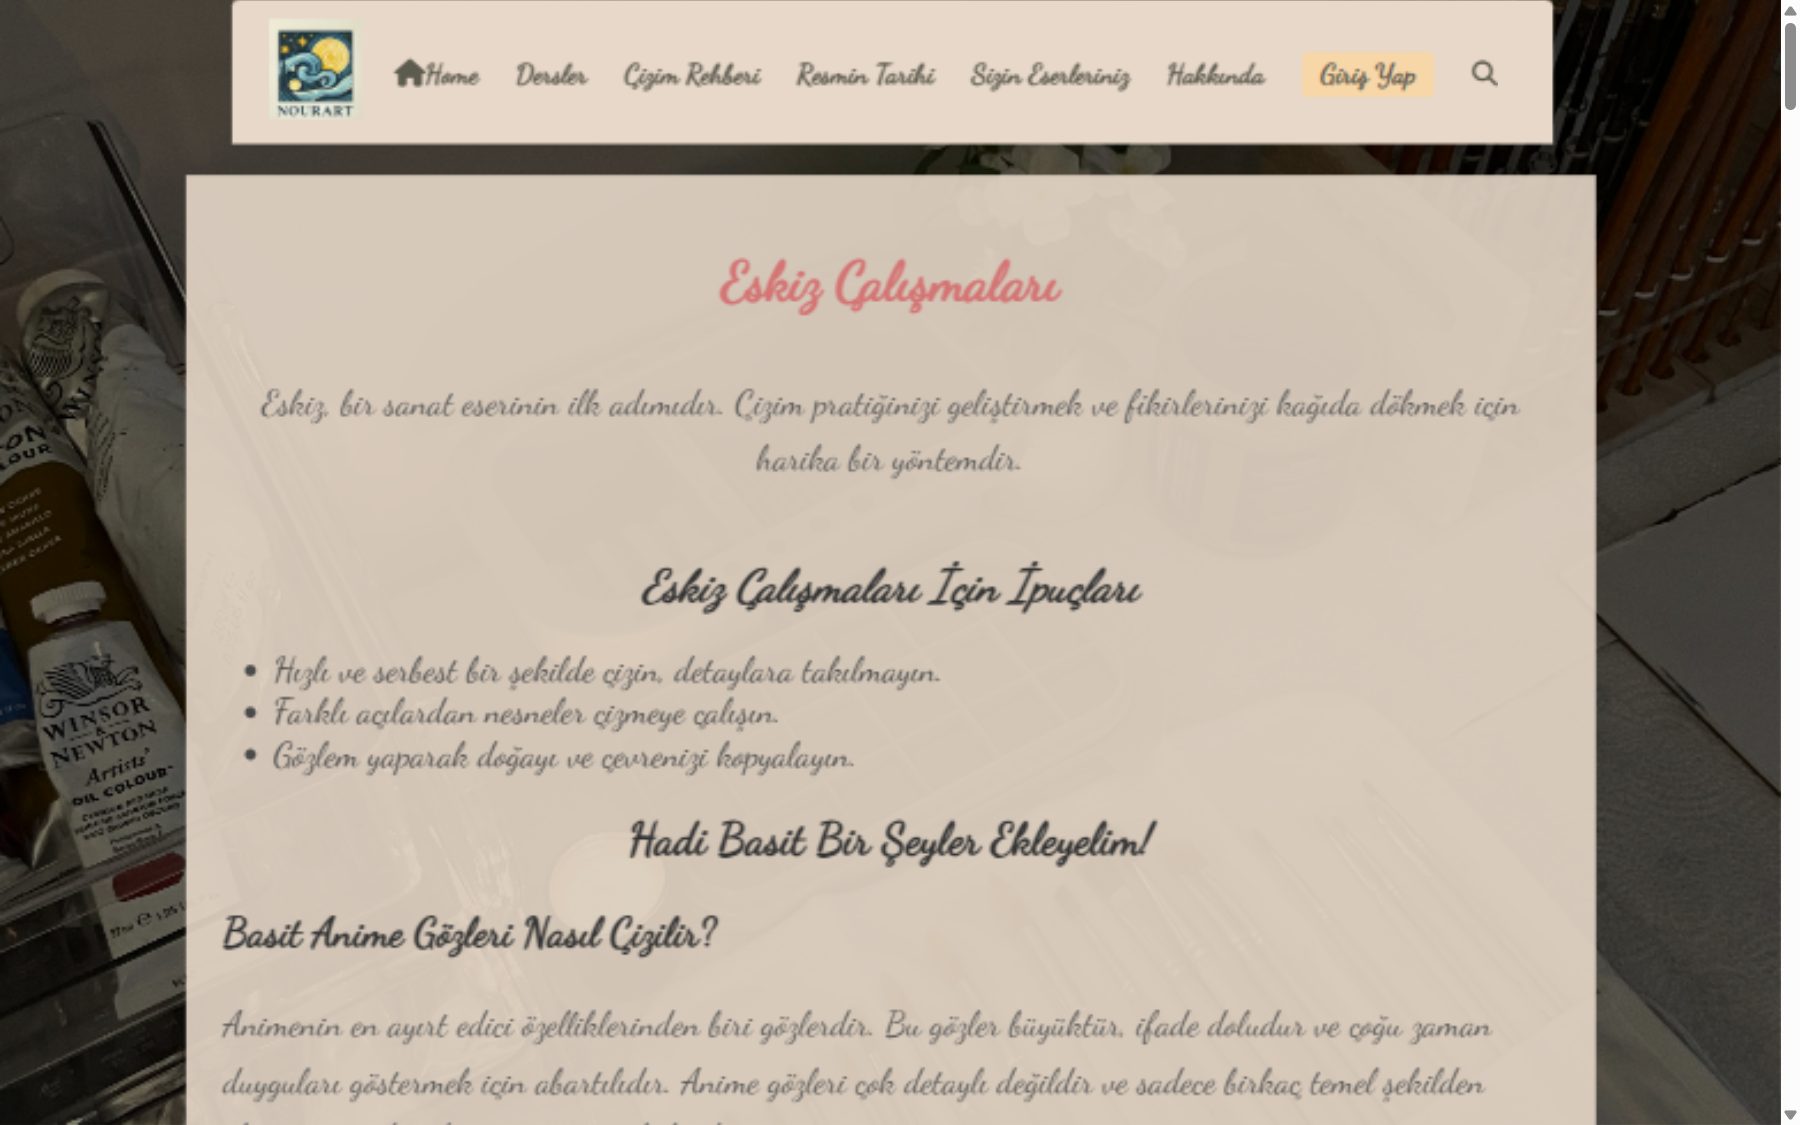 NOURART
Home Dersler Çizim Rehberi Resmin Tarihi Sizin Eserleriniz Hakkında Giriş Yap
Eskiz Çalışmaları
Eskiz, bir sanat eserinin ilk adımıdır. Çizim pratiğinizi geliştirmek ve fikirlerinizi kağıda dökmek için
harika bir yöntemdir.
Eskiz Çalışmaları İçin İpuçları
Hızlı ve serbest bir şekilde çizin, detaylara takılmayın.
Farklı açılardan nesneler çizmeye çalışın.
Gözlem yaparak doğayı ve çevrenizi kopyalayın.
Hadi Basit Bir Şeyler Ekleyelim!
Basit Anime Gözleri Nasıl Çizilir?
Animenin en ayırt edici özelliklerinden biri gözlerdir. Bu gözler büyüktür, ifade doludur ve çoğu zaman
duyguları göstermek için abartılıdır. Anime gözleri çok detaylı değildir ve sadece birkaç temel şekilden
WINSOR
&
NEWTON
Artists'
OIL COLOUR